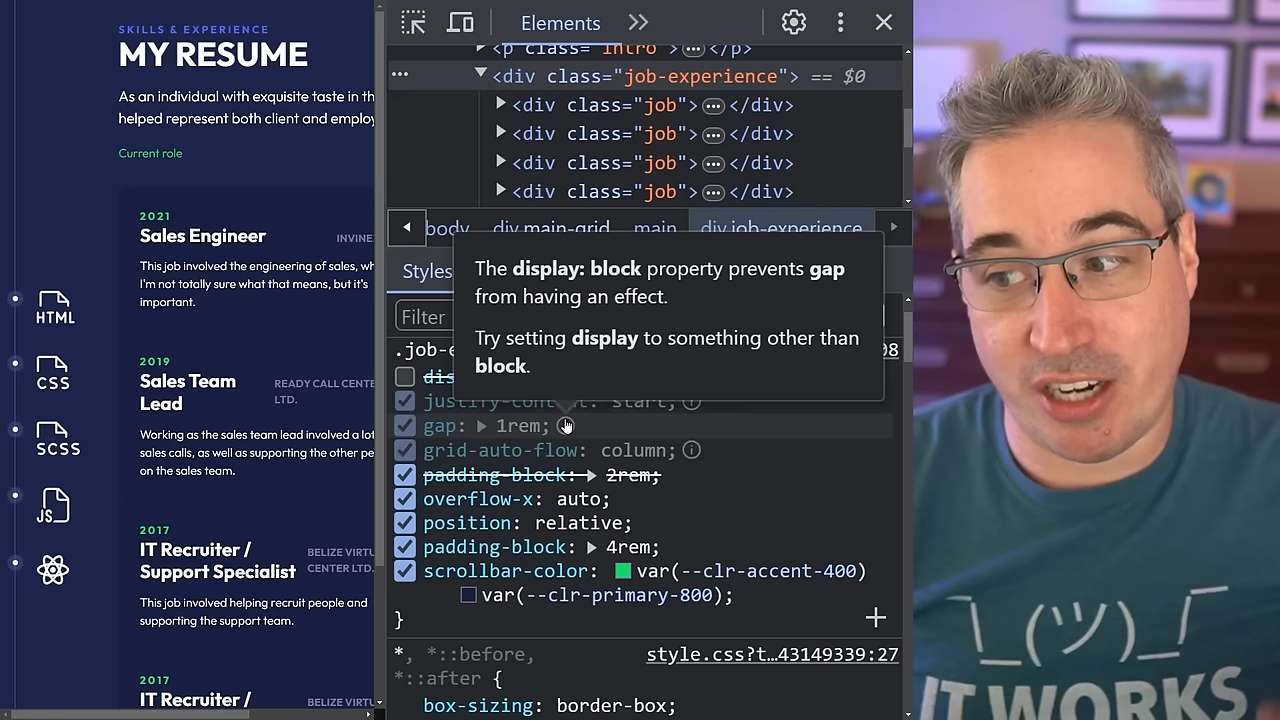 SKILLS & EXPERIENCE
MY RESUME
As an individual with exquisite taste in th
helped represent both client and employ
Current role
2021
Sales Engineer
INVINE
This job involved the engineering of sales, wh
I'm not totally sure what that means, but it's
important.
2019
Sales Team
Lead
READY CALL CENTE
LTD.
Working as the sales team lead involved a lot
sales calls, as well as supporting the other pe
on the sales team.
2017
IT Recruiter /
Support Specialist
BELIZE VIRTU
CENTER LTD.
This job involved helping recruit people and
supporting the support team.
2017
IT Recruiter /
BELIZE VIRTU
HTML
CSS
SCSS
JS
Elements
<p class="intro">…</p>
<div class="job-experience"> == $0
<div class="job">…</div>
<div class="job">…</div>
<div class="job">…</div>
<div class="job">…</div>
body div.main-grid main div.job-experience
Styles
The display: block property prevents gap
from having an effect.
Try setting display to something other than
block.
Filter
.job-e
98
dis
justify-content: start;
gap: 1rem;
grid-auto-flow: column;
padding-block: 2rem;
overflow-x: auto;
position: relative;
padding-block: 4rem;
scrollbar-color: var(--clr-accent-400)
var(--clr-primary-800);
}
*, *::before,
style.css?t…43149339:27
*::after {
box-sizing: border-box;
¯\_(ツ)_/¯
IT WORKS